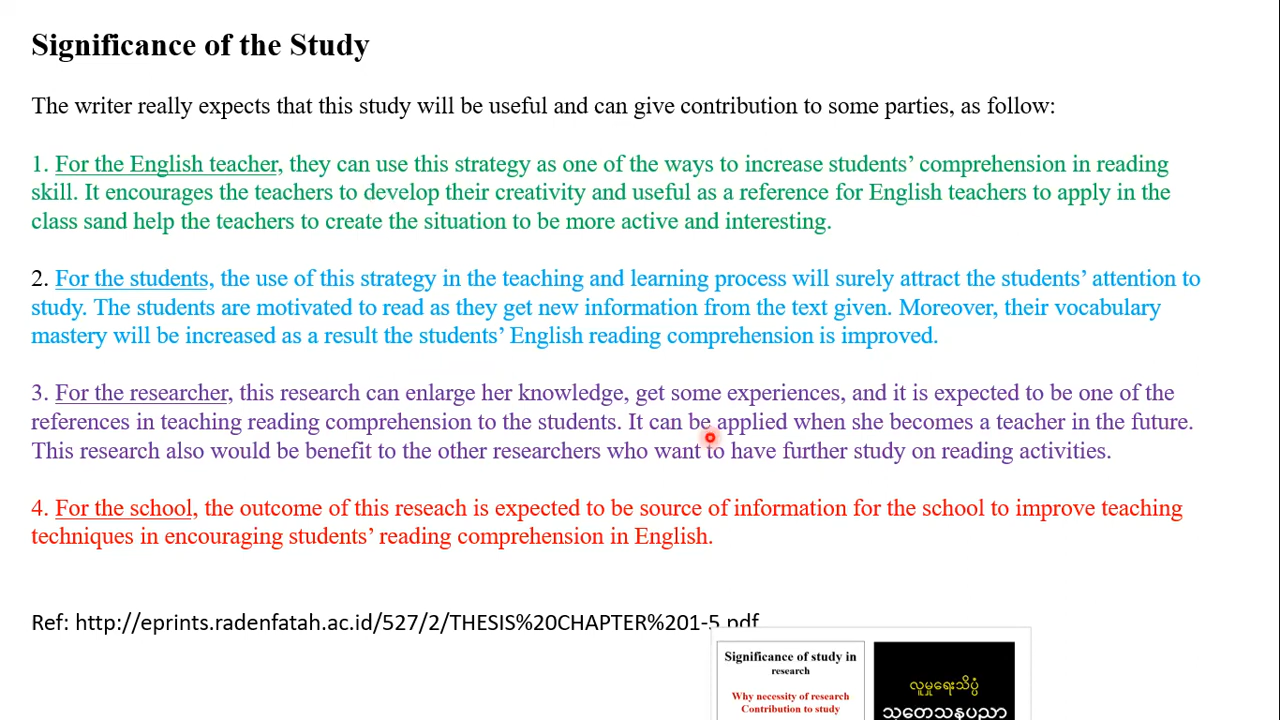 Significance of the Study
The writer really expects that this study will be useful and can give contribution to some parties, as follow:
1. For the English teacher, they can use this strategy as one of the ways to increase students’ comprehension in reading
skill. It encourages the teachers to develop their creativity and useful as a reference for English teachers to apply in the
class sand help the teachers to create the situation to be more active and interesting.
2. For the students, the use of this strategy in the teaching and learning process will surely attract the students’ attention to
study. The students are motivated to read as they get new information from the text given. Moreover, their vocabulary
mastery will be increased as a result the students’ English reading comprehension is improved.
3. For the researcher, this research can enlarge her knowledge, get some experiences, and it is expected to be one of the
references in teaching reading comprehension to the students. It can be applied when she becomes a teacher in the future.
This research also would be benefit to the other researchers who want to have further study on reading activities.
4. For the school, the outcome of this reseach is expected to be source of information for the school to improve teaching
techniques in encouraging students’ reading comprehension in English.
Ref: http://eprints.radenfatah.ac.id/527/2/THESIS%20CHAPTER%201-5.pdf
Significance of study in
research
Why necessity of research
Contribution to study
လူမှုရေးသိပ္ပံ
သုတေသနပညာ